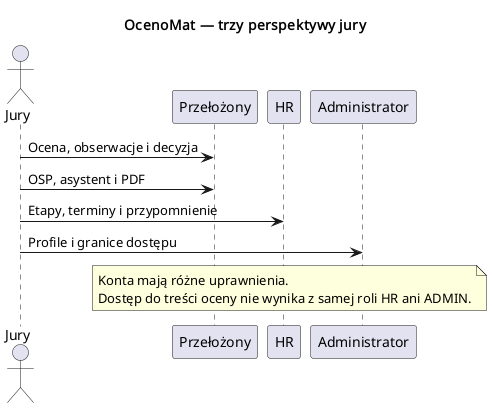 OcenoMat — trzy perspektywy jury
Jury
Przełożony
HR
Administrator
Ocena, obserwacje i decyzja
OSP, asystent i PDF
Etapy, terminy i przypomnienie
Profile i granice dostępu
Konta mają różne uprawnienia.
Dostęp do treści oceny nie wynika z samej roli HR ani ADMIN.
Jury
Przełożony
HR
Administrator